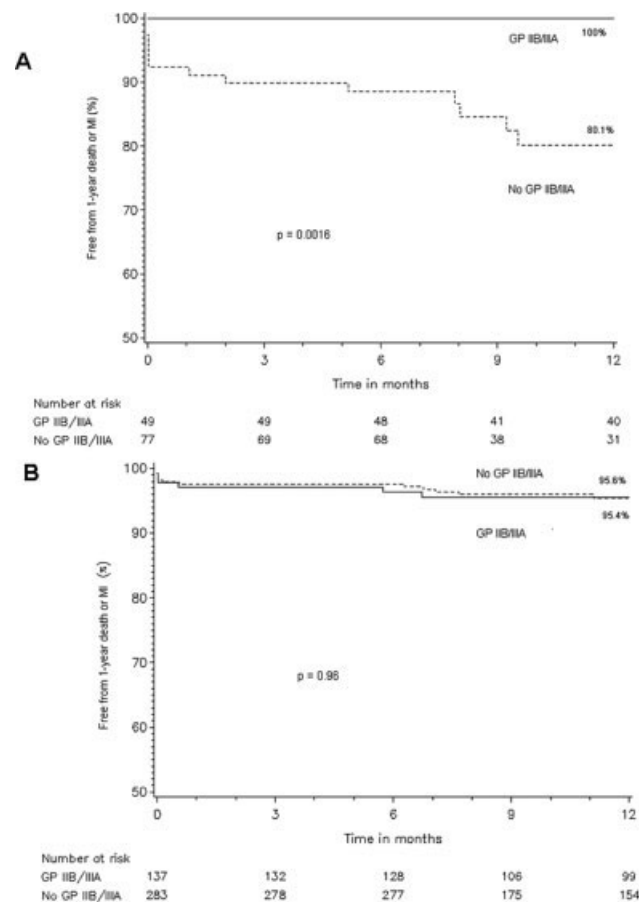 A
Free from 1-year death or MI (%)
100
90
80
70
60
50
GP IIB/IIIA
100%
80.1%
No GP IIB/IIIA
p = 0.0016
0 3 6 9 12
Time in months
Number at risk
GP IIB/IIIA 49 49 48 41 40
No GP IIB/IIIA 77 69 68 38 31
B
Free from 1-year death or MI (%)
100
90
80
70
60
50
No GP IIB/IIIA
95.6%
95.4%
GP IIB/IIIA
p = 0.96
0 3 6 9 12
Time in months
Number at risk
GP IIB/IIIA 137 132 128 106 99
No GP IIB/IIIA 283 278 277 175 154